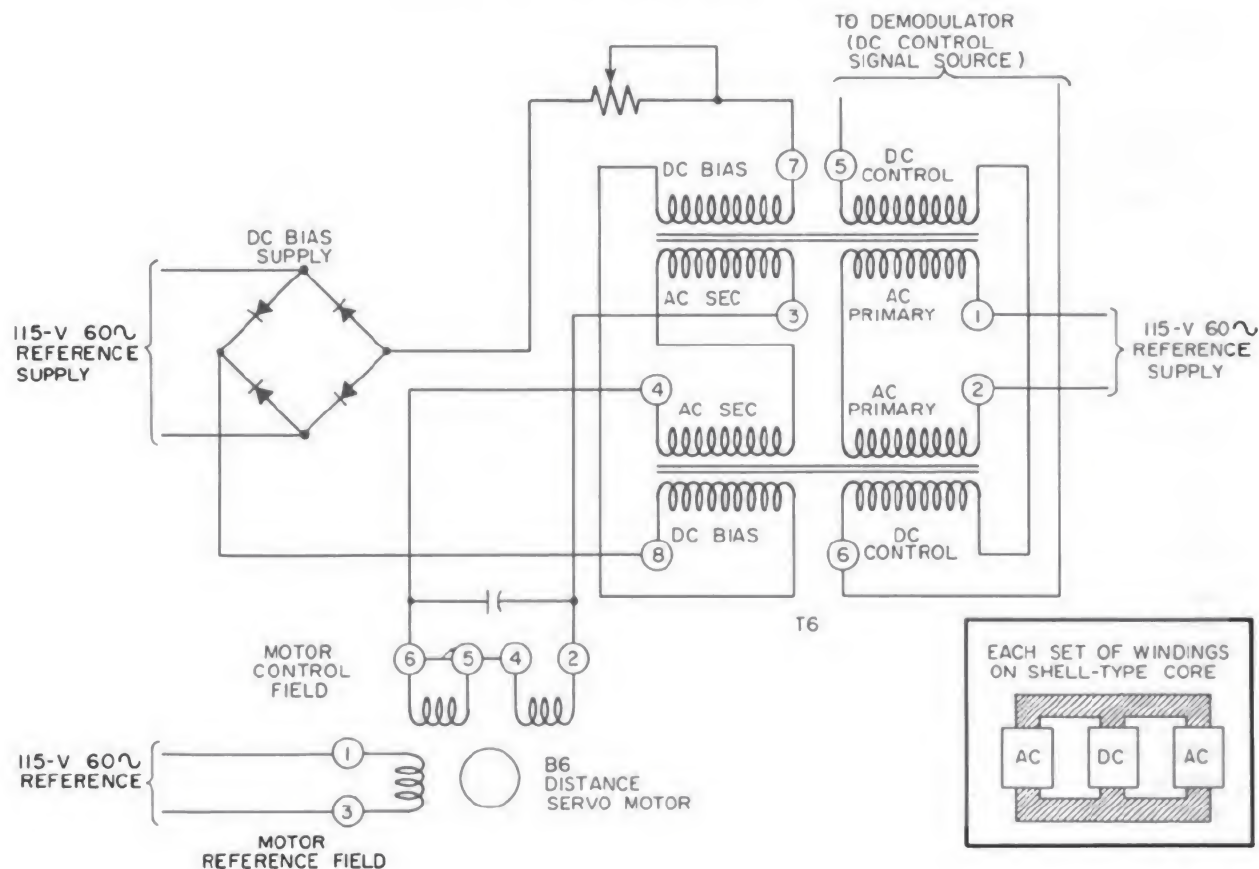 TO DEMODULATOR
(DC CONTROL
SIGNAL SOURCE)
DC BIAS
7
5
DC
CONTROL
DC BIAS
SUPPLY
115-V 60~
REFERENCE
SUPPLY
AC SEC
3
AC
PRIMARY
1
115-V 60~
REFERENCE
SUPPLY
4
AC SEC
AC
PRIMARY
2
DC BIAS
8
6
DC
CONTROL
T6
MOTOR
CONTROL
FIELD
6
5
4
2
115-V 60~
REFERENCE
1
3
B6
DISTANCE
SERVO MOTOR
MOTOR
REFERENCE FIELD
EACH SET OF WINDINGS
ON SHELL-TYPE CORE
AC
DC
AC